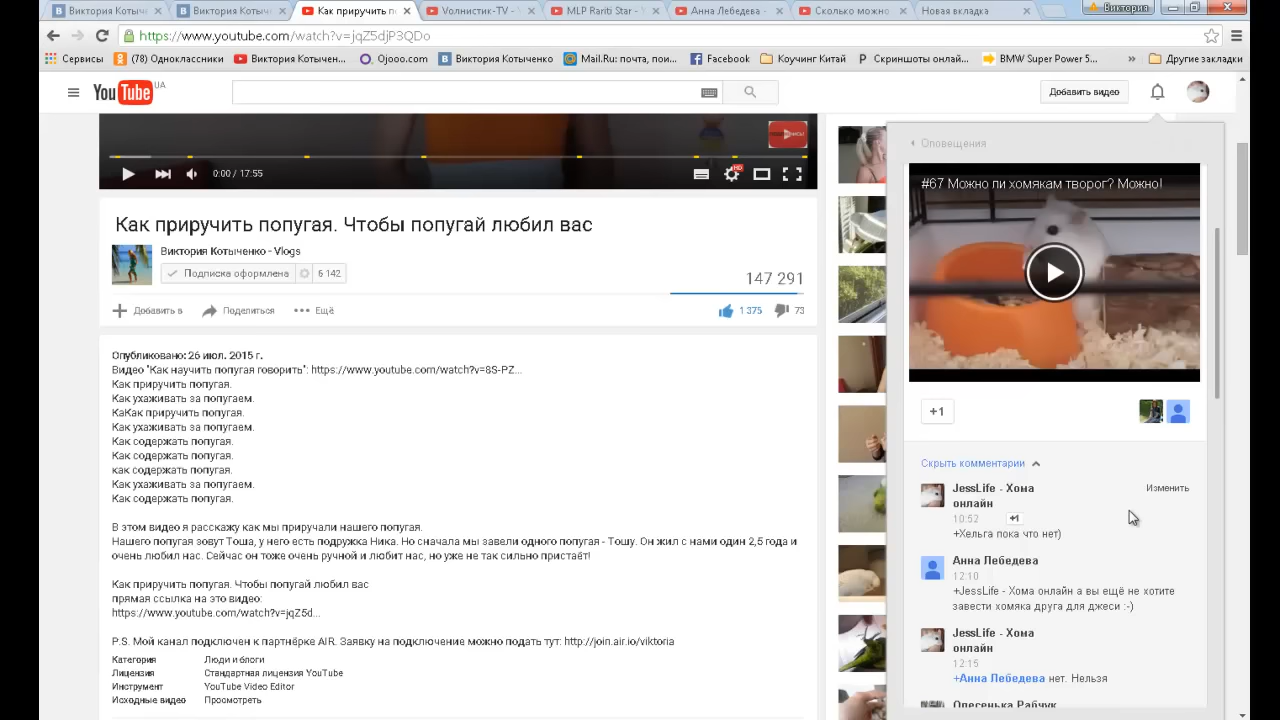 Виктория Котыче
Виктория Котыче
Как приручить по
Волнистик-TV -
MLP Rariti Star -
Анна Лебедева
Сколько можно
Новая вкладка
Виктория
https://www.youtube.com/watch?v=jqZ5djP3QDo
Сервисы
(78) Одноклассники
Виктория Котычен...
Ojooo.com
Виктория Котыченко
Mail.Ru: почта, пои...
Facebook
Коучинг Китай
Скриншоты онлай...
BMW Super Power 5...
»
Другие закладки
YouTube UA
Добавить видео
0:00 / 17:55
HD
Как приручить попугая. Чтобы попугай любил вас
Виктория Котыченко - Vlogs
Подписка оформлена
6 142
147 291
Добавить в
Поделиться
Ещё
1 375
73
Опубликовано: 26 июл. 2015 г.
Видео "Как научить попугая говорить": https://www.youtube.com/watch?v=8S-PZ...
Как приручить попугая.
Как ухаживать за попугаем.
КаКак приручить попугая.
Как ухаживать за попугаем.
Как содержать попугая.
Как содержать попугая.
как содержать попугая.
Как ухаживать за попугаем.
Как содержать попугая.
В этом видео я расскажу как мы приручали нашего попугая.
Нашего попугая зовут Тоша, у него есть подружка Ника. Но сначала мы завели одного попугая - Тошу. Он жил с нами один 2,5 года и
очень любил нас. Сейчас он тоже очень ручной и любит нас, но уже не так сильно пристаёт!
Как приручить попугая. Чтобы попугай любил вас
прямая ссылка на это видео:
https://www.youtube.com/watch?v=jqZ5d...
P.S. Мой канал подключен к партнёрке AIR. Заявку на подключение можно подать тут: http://join.air.io/viktoria
Категория Люди и блоги
Лицензия Стандартная лицензия YouTube
Инструмент YouTube Video Editor
Исходные видео Просмотреть
Оповещения
#67 Можно ли хомякам творог? Можно!
+1
Скрыть комментарии
JessLife - Хома
онлайн
Изменить
10:52 +1
+Хельга пока что нет)
Анна Лебедева
12:10
+JessLife - Хома онлайн а вы ещё не хотите
завести хомяка друга для джеси :-)
JessLife - Хома
онлайн
12:15
+Анна Лебедева нет. Нельзя
Олесенька Рабчук